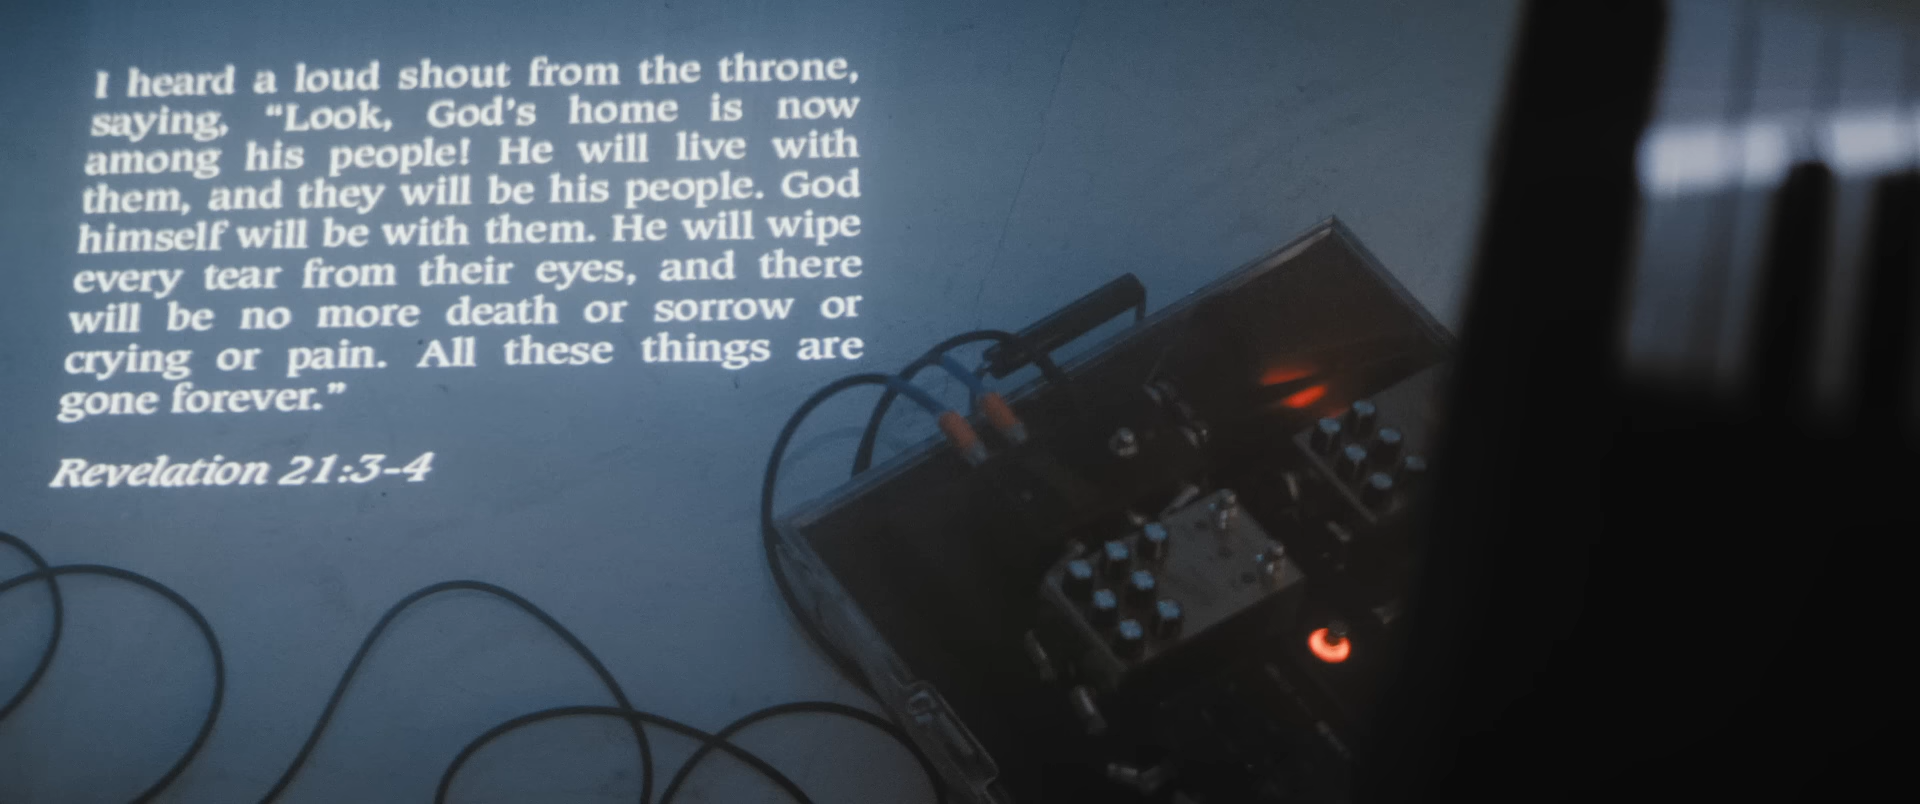 I heard a loud shout from the throne,
saying, “Look, God’s home is now
among his people! He will live with
them, and they will be his people. God
himself will be with them. He will wipe
every tear from their eyes, and there
will be no more death or sorrow or
crying or pain. All these things are
gone forever.”
Revelation 21:3-4